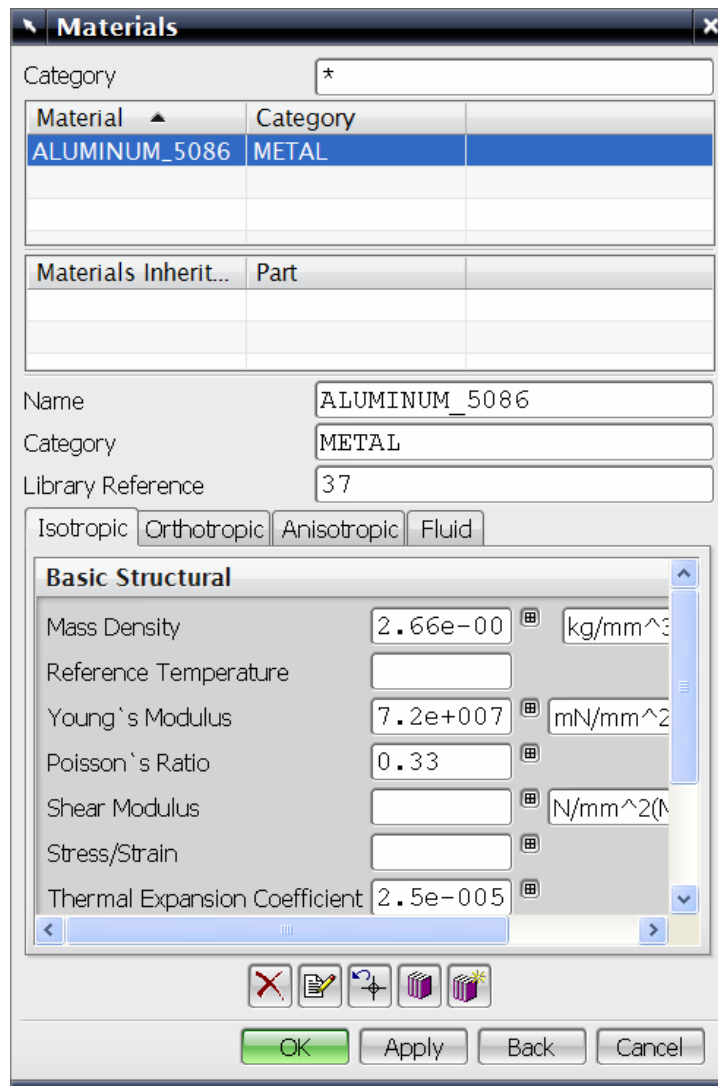 Materials
Category *
Material Category
ALUMINUM_5086 METAL
Materials Inherit... Part
Name ALUMINUM_5086
Category METAL
Library Reference 37
Isotropic Orthotropic Anisotropic Fluid
Basic Structural
Mass Density 2.66e-00 kg/mm^3
Reference Temperature
Young`s Modulus 7.2e+007 mN/mm^2
Poisson`s Ratio 0.33
Shear Modulus N/mm^2(
Stress/Strain
Thermal Expansion Coefficient 2.5e-005
OK Apply Back Cancel